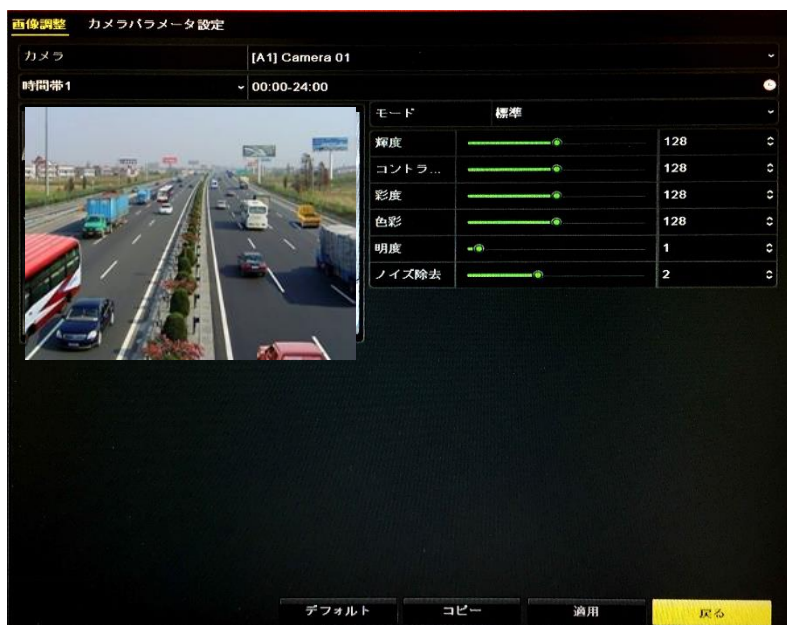 画像調整 カメラパラメータ設定
カメラ [A1] Camera 01
時間帯1 00:00-24:00
モード 標準
輝度 128
コントラ... 128
彩度 128
色彩 128
明度 1
ノイズ除去 2
デフォルト コピー 適用 戻る